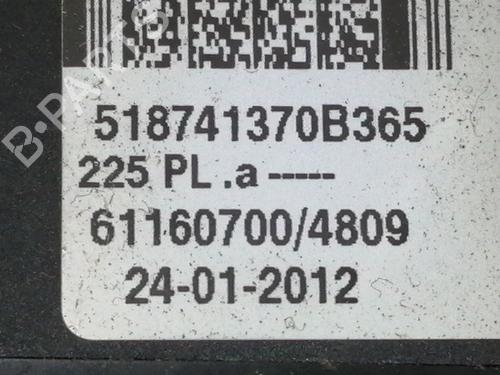 B-PARTS
518741370B365
225 PL .a -----
61160700/4809
24-01-2012